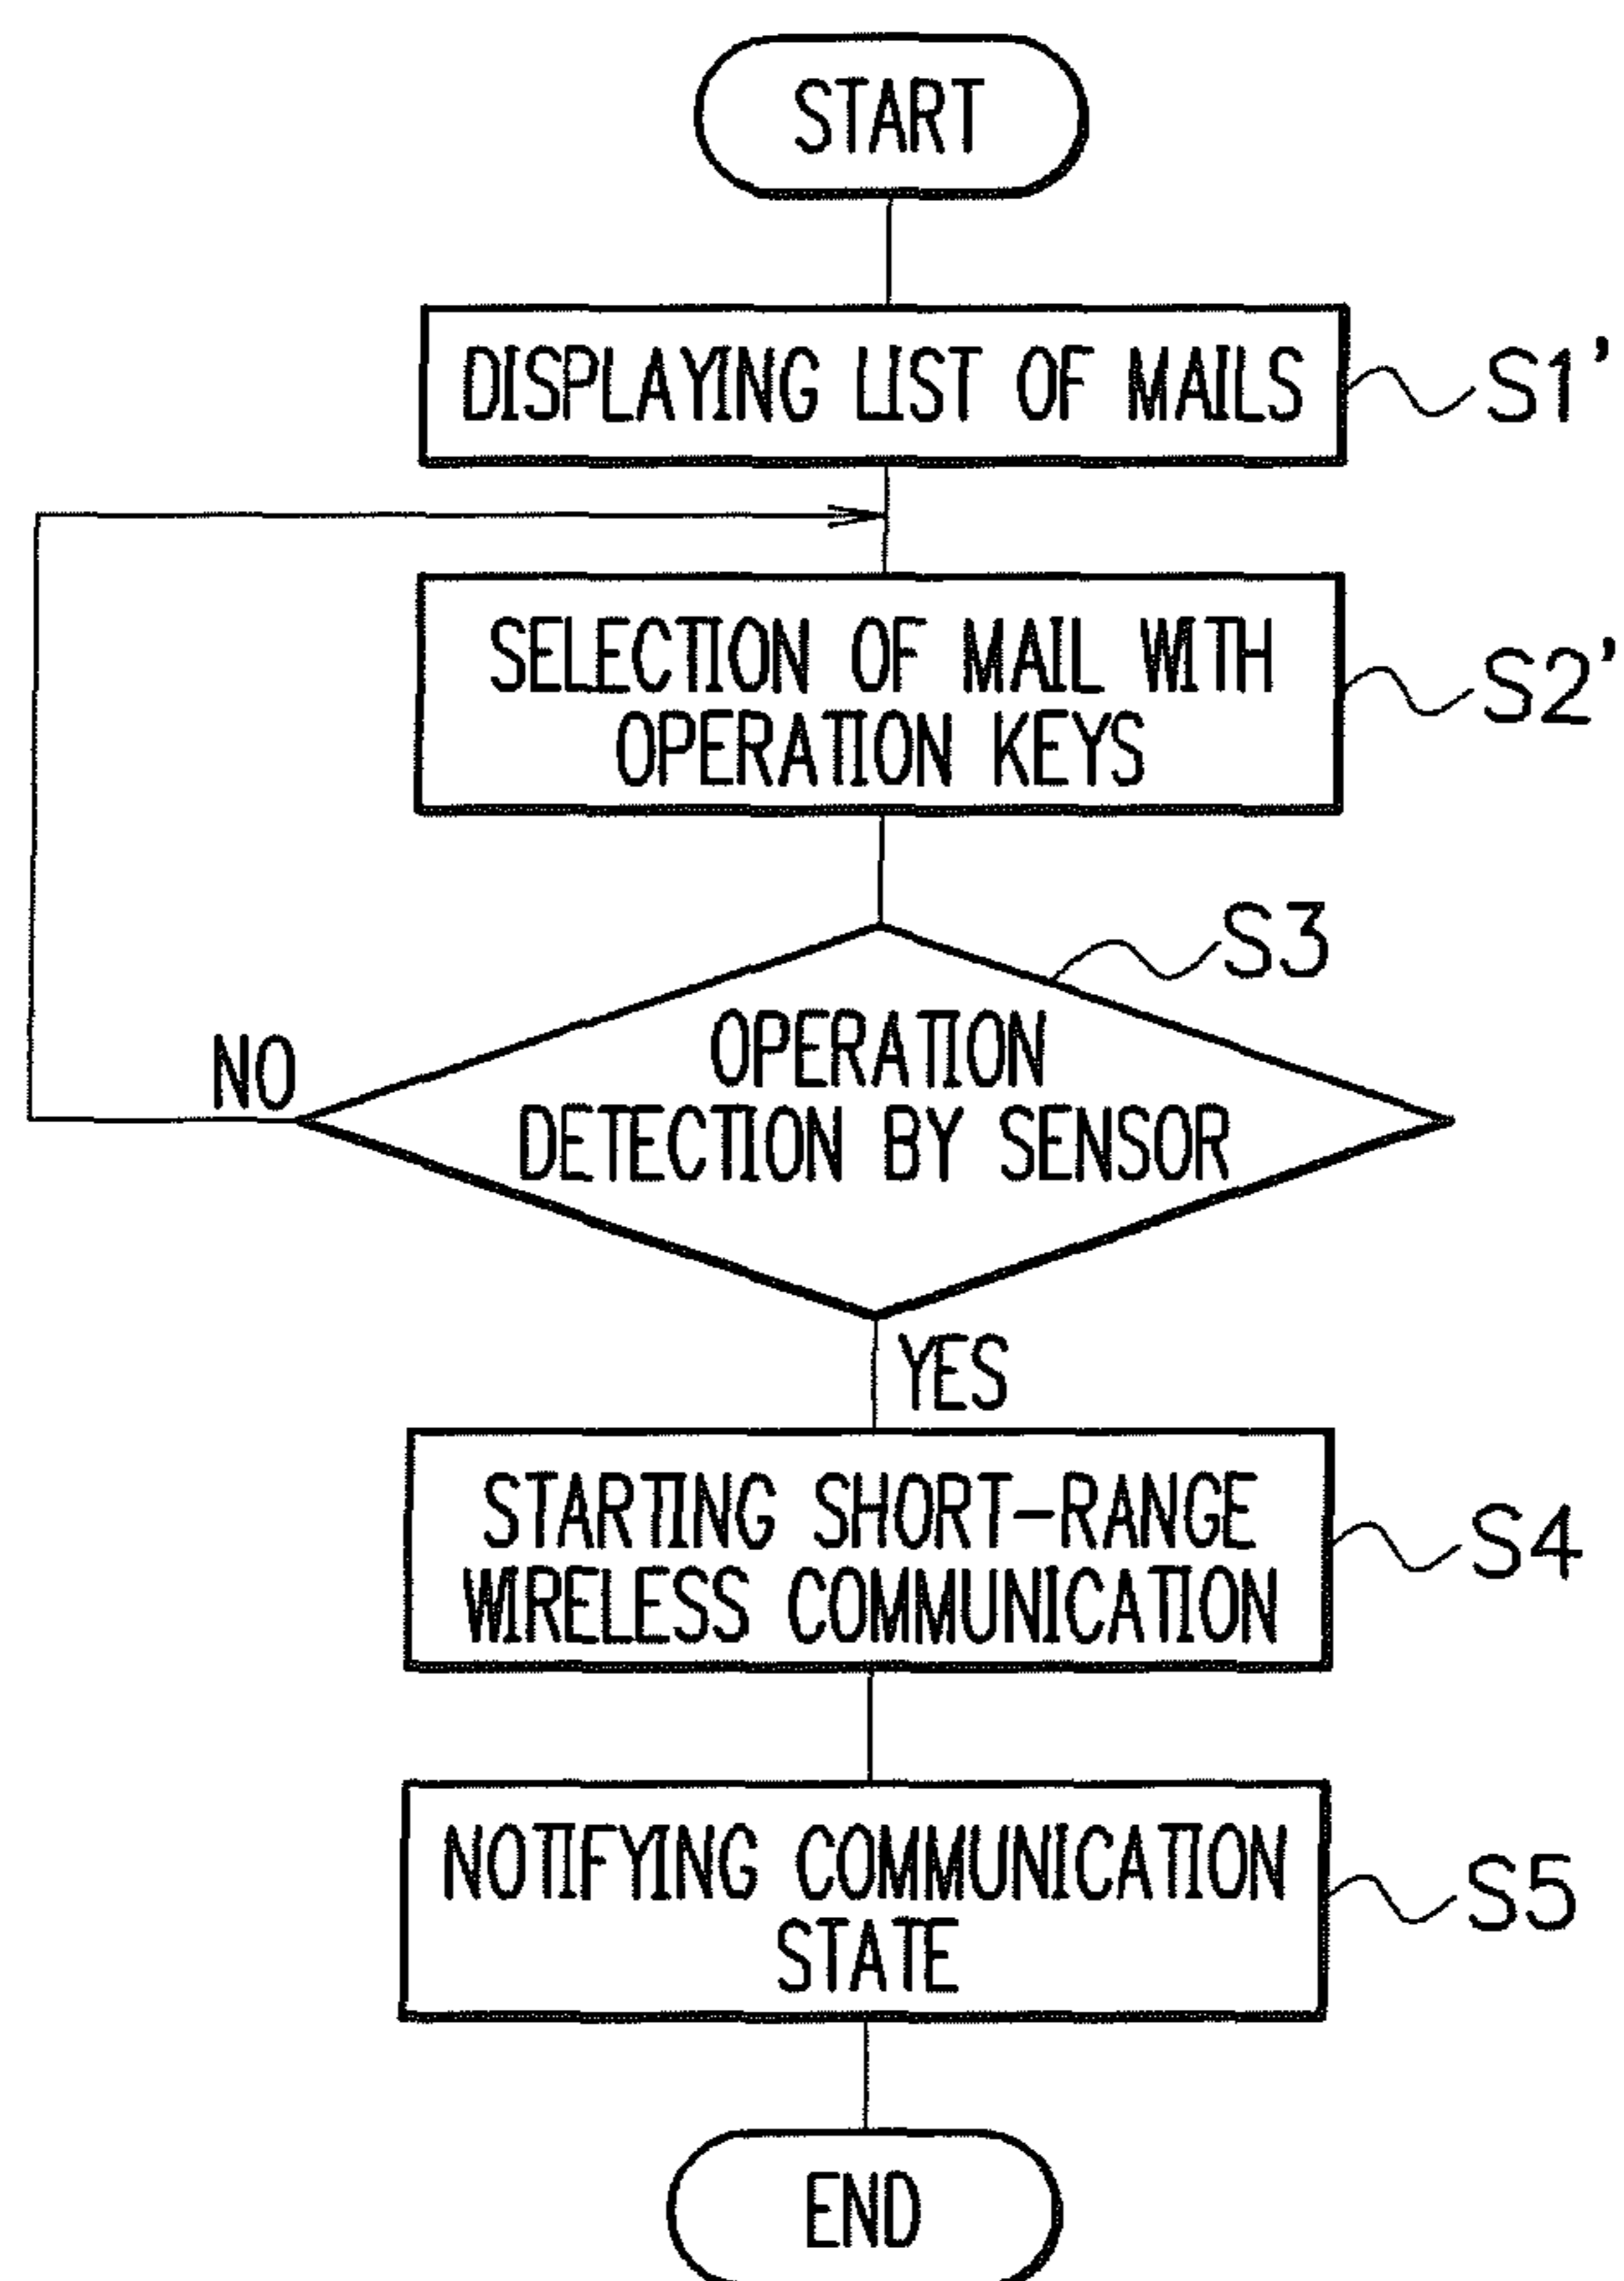 START
DISPLAYING LIST OF MAILS
S1'
SELECTION OF MAIL WITH
OPERATION KEYS
S2'
S3
OPERATION
DETECTION BY SENSOR
NO
YES
STARTING SHORT-RANGE
WIRELESS COMMUNICATION
S4
NOTIFYING COMMUNICATION
STATE
S5
END